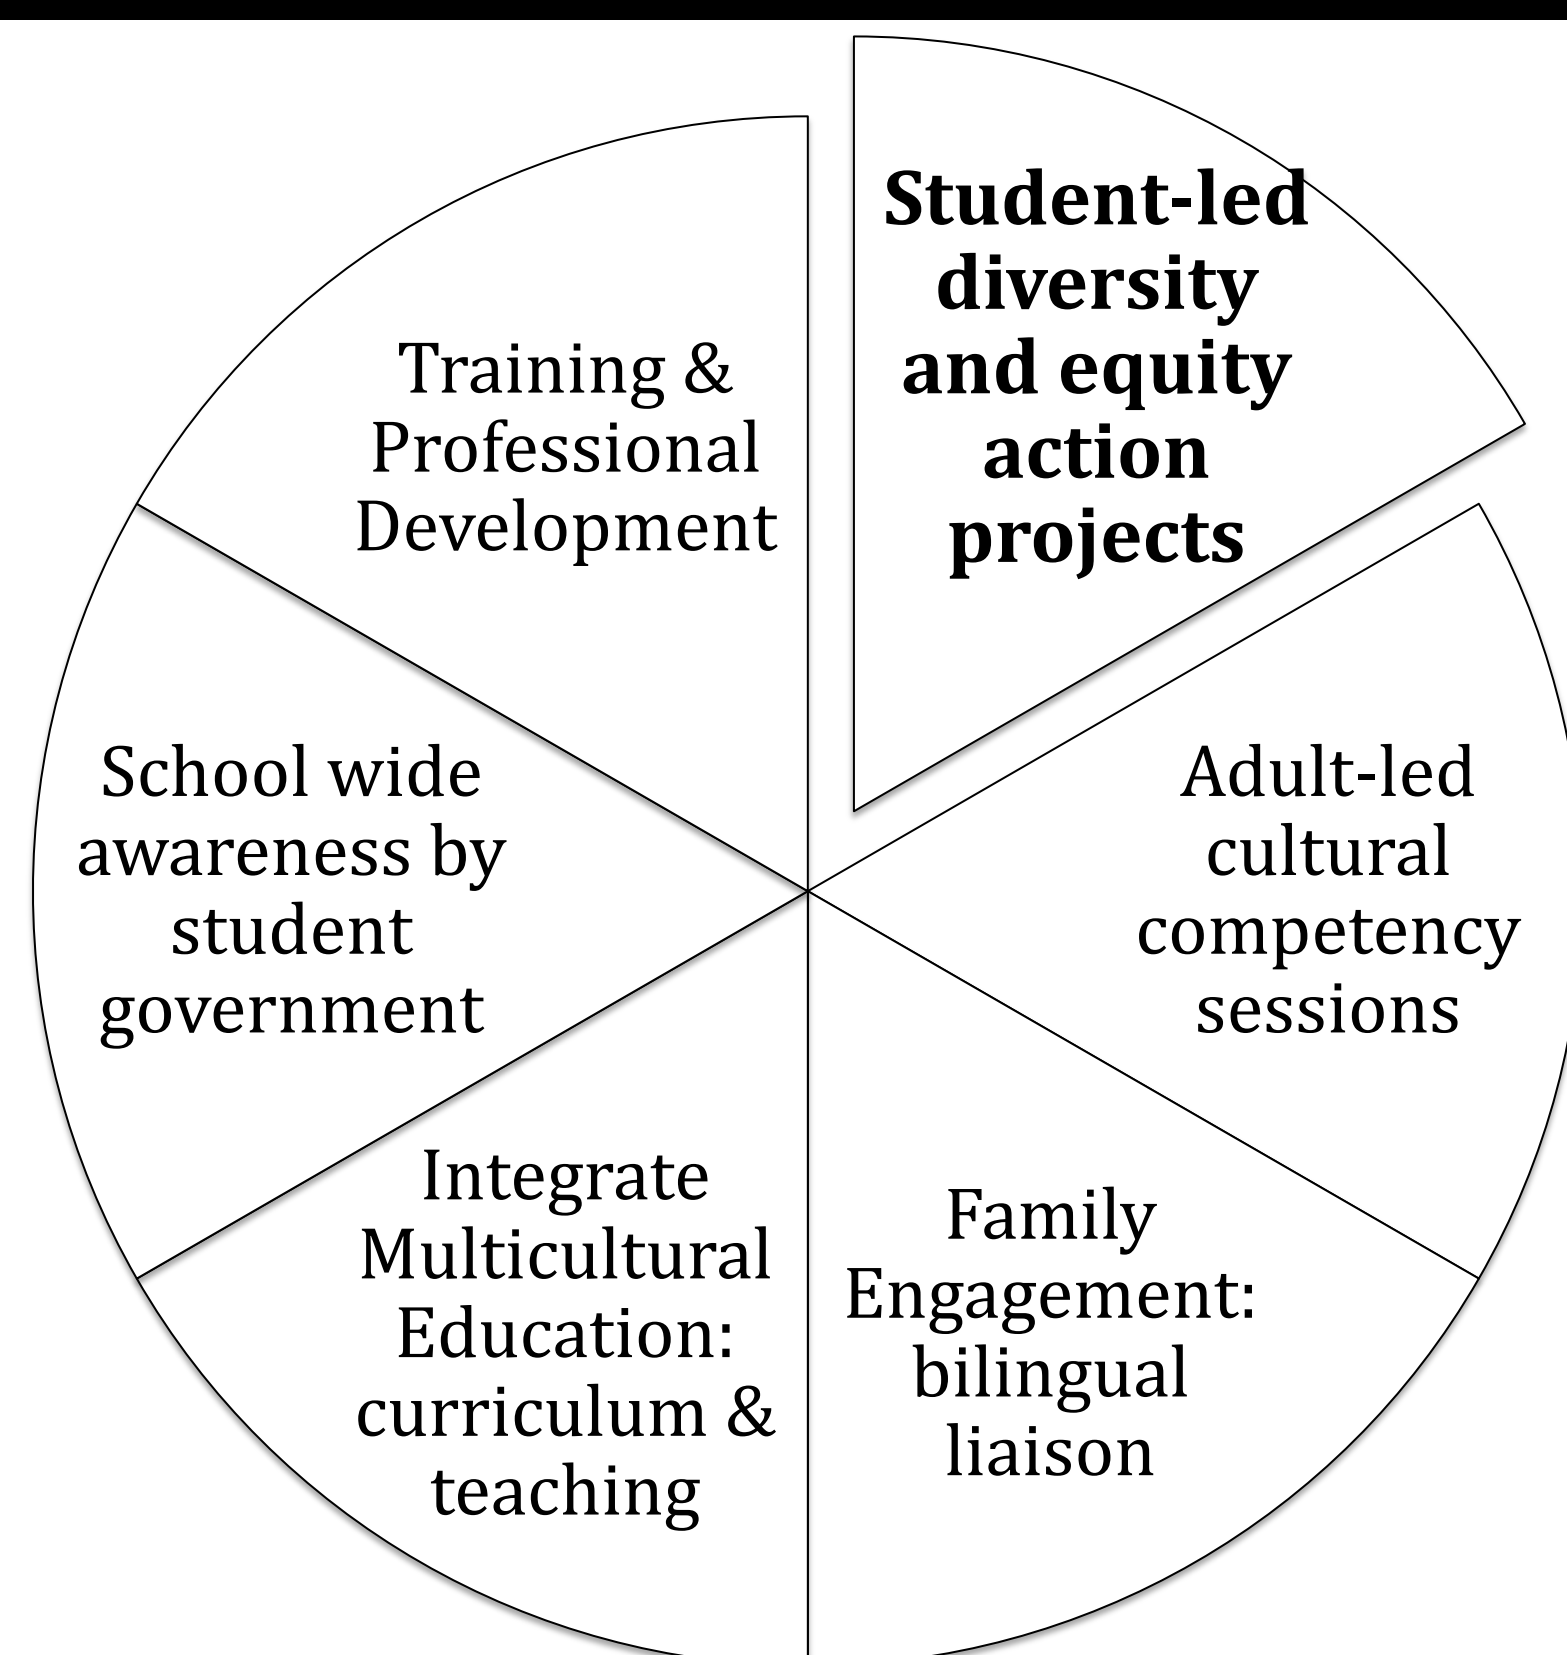 Student-led
diversity
and equity
action
projects
Adult-led
cultural
competency
sessions
Family
Engagement:
bilingual
liaison
Integrate
Multicultural
Education:
curriculum &
teaching
School wide
awareness by
student
government
Training &
Professional
Development